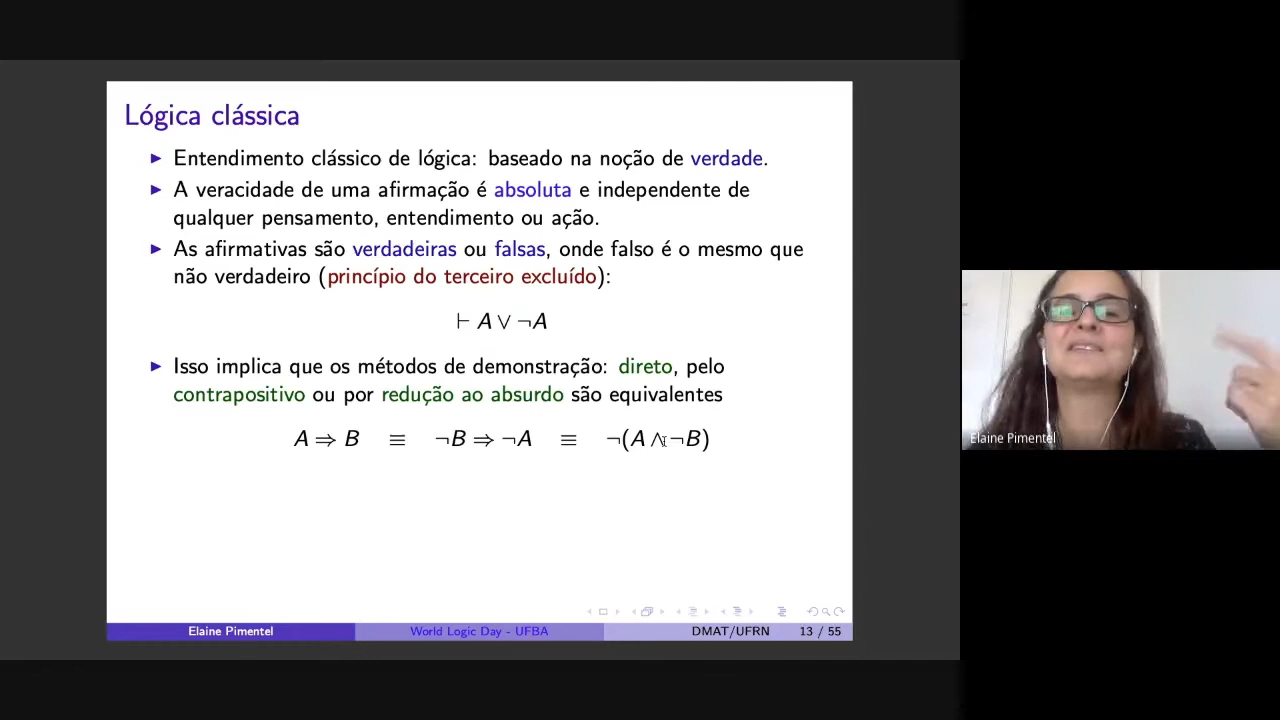 Lógica clássica
▶ Entendimento clássico de lógica: baseado na noção de verdade.
▶ A veracidade de uma afirmação é absoluta e independente de
qualquer pensamento, entendimento ou ação.
▶ As afirmativas são verdadeiras ou falsas, onde falso é o mesmo que
não verdadeiro (princípio do terceiro excluído):
⊢ A ∨ ¬A
▶ Isso implica que os métodos de demonstração: direto, pelo
contrapositivo ou por redução ao absurdo são equivalentes
A ⇒ B ≡ ¬B ⇒ ¬A ≡ ¬(A ∧ ¬B)
Elaine Pimentel
Elaine Pimentel World Logic Day - UFBA DMAT/UFRN 13 / 55